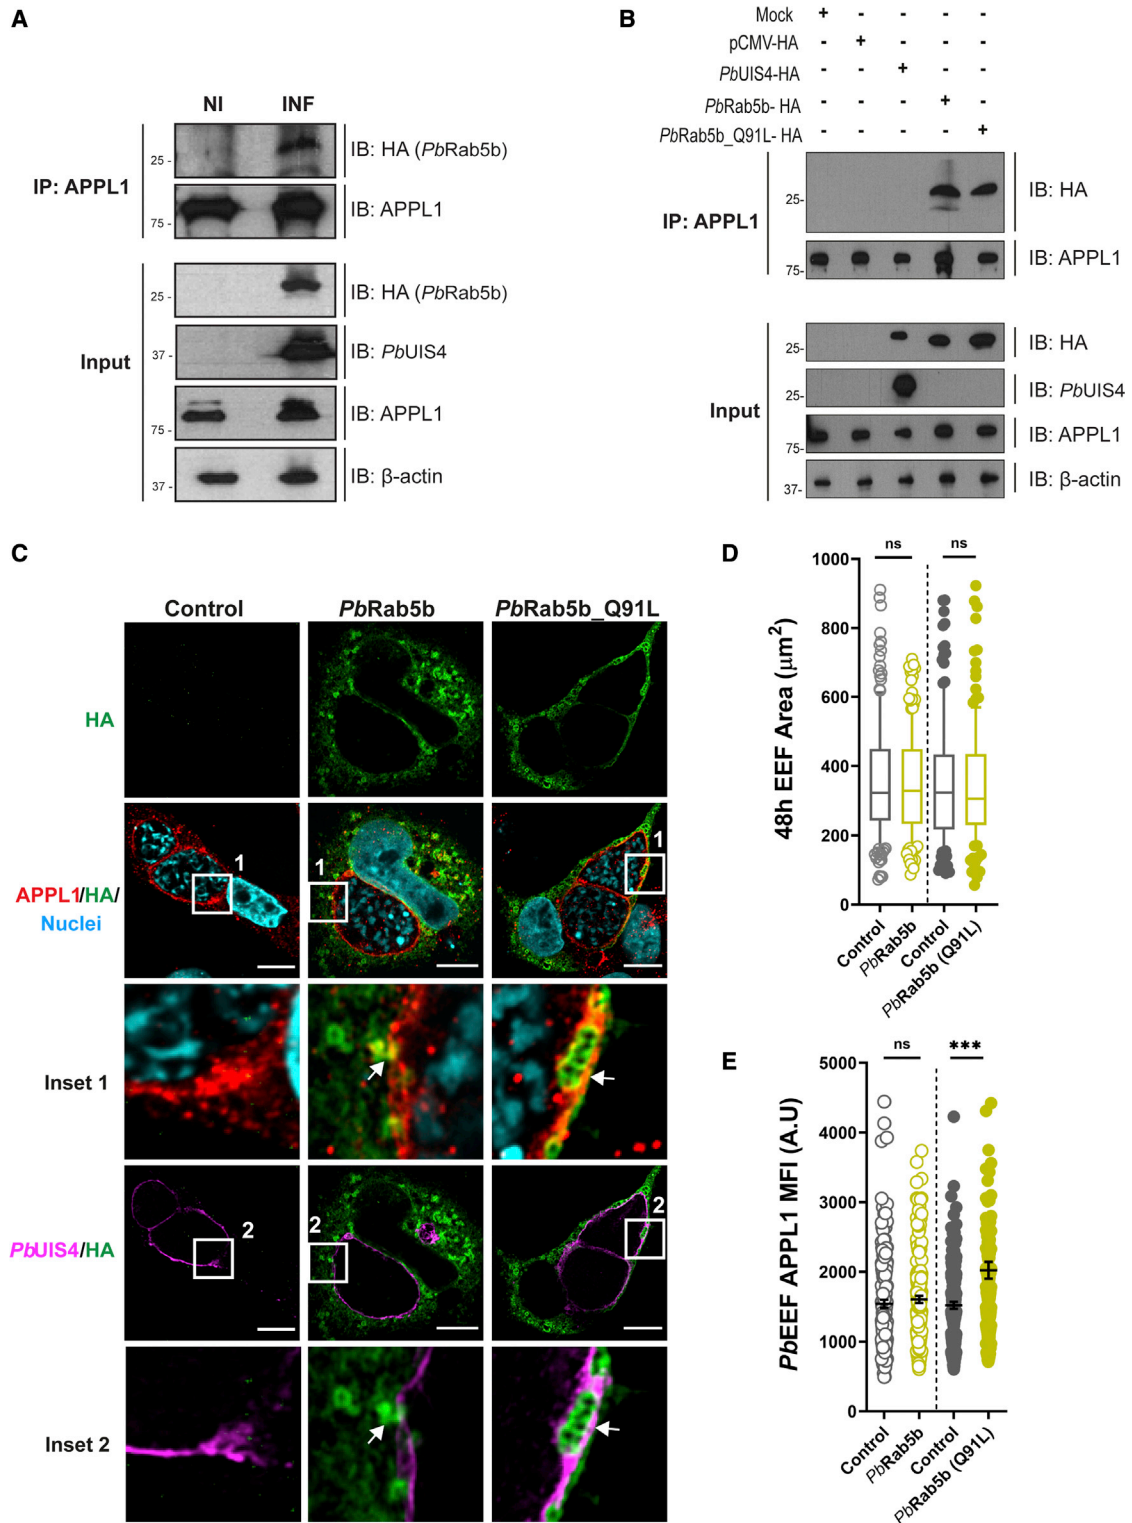 A
NI INF
IP: APPL1
25 -
IB: HA (PbRab5b)
75 -
IB: APPL1
Input
25 -
IB: HA (PbRab5b)
37 -
IB: PbUIS4
75 -
IB: APPL1
37 -
IB: β-actin
B
Mock + - - - -
pCMV-HA - + - - -
PbUIS4-HA - - + - -
PbRab5b- HA - - - + -
PbRab5b_Q91L- HA - - - - +
IP: APPL1
25-
IB: HA
75-
IB: APPL1
Input
25-
IB: HA
25-
IB: PbUIS4
75-
IB: APPL1
37-
IB: β-actin
C
Control PbRab5b PbRab5b_Q91L
HA
APPL1/HA/
Nuclei
1 1 1
Inset 1
PbUIS4/HA
2 2 2
Inset 2
D
ns ns
48h EEF Area (μm²)
1000
800
600
400
200
0
Control
PbRab5b
Control
PbRab5b (Q91L)
E
ns ***
PbEEF APPL1 MFI (A.U)
5000
4000
3000
2000
1000
0
Control
PbRab5b
Control
PbRab5b (Q91L)